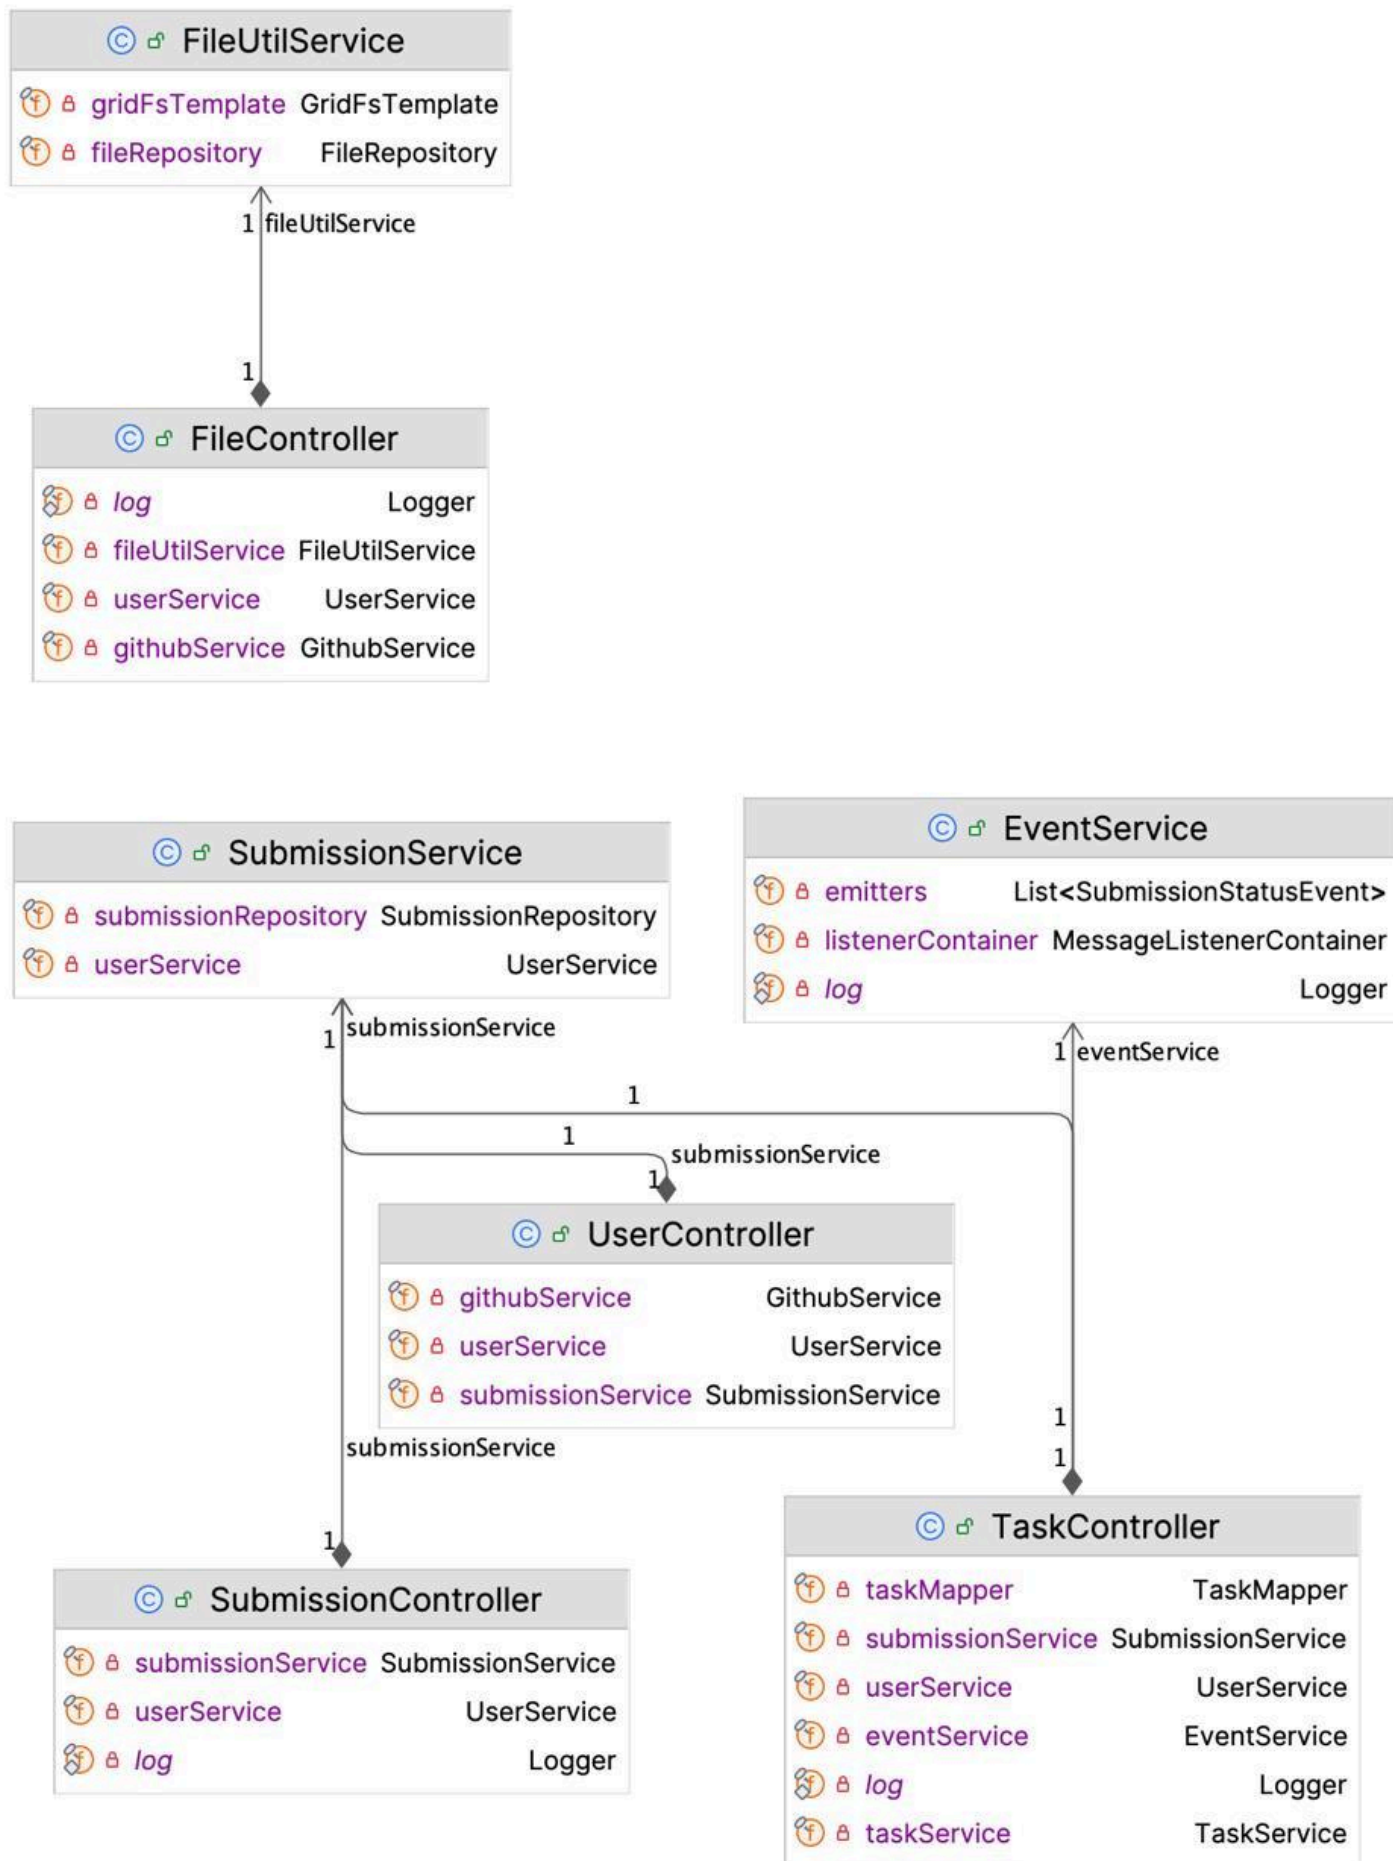 FileUtilService
gridFsTemplate GridFsTemplate
fileRepository FileRepository
1 fileUtilService
1
FileController
log Logger
fileUtilService FileUtilService
userService UserService
githubService GithubService
SubmissionService
submissionRepository SubmissionRepository
userService UserService
EventService
emitters List<SubmissionStatusEvent>
listenerContainer MessageListenerContainer
log Logger
1 submissionService
1 eventService
1
1
submissionService
1
UserController
githubService GithubService
userService UserService
submissionService SubmissionService
submissionService
1
1
1
SubmissionController
submissionService SubmissionService
userService UserService
log Logger
TaskController
taskMapper TaskMapper
submissionService SubmissionService
userService UserService
eventService EventService
log Logger
taskService TaskService